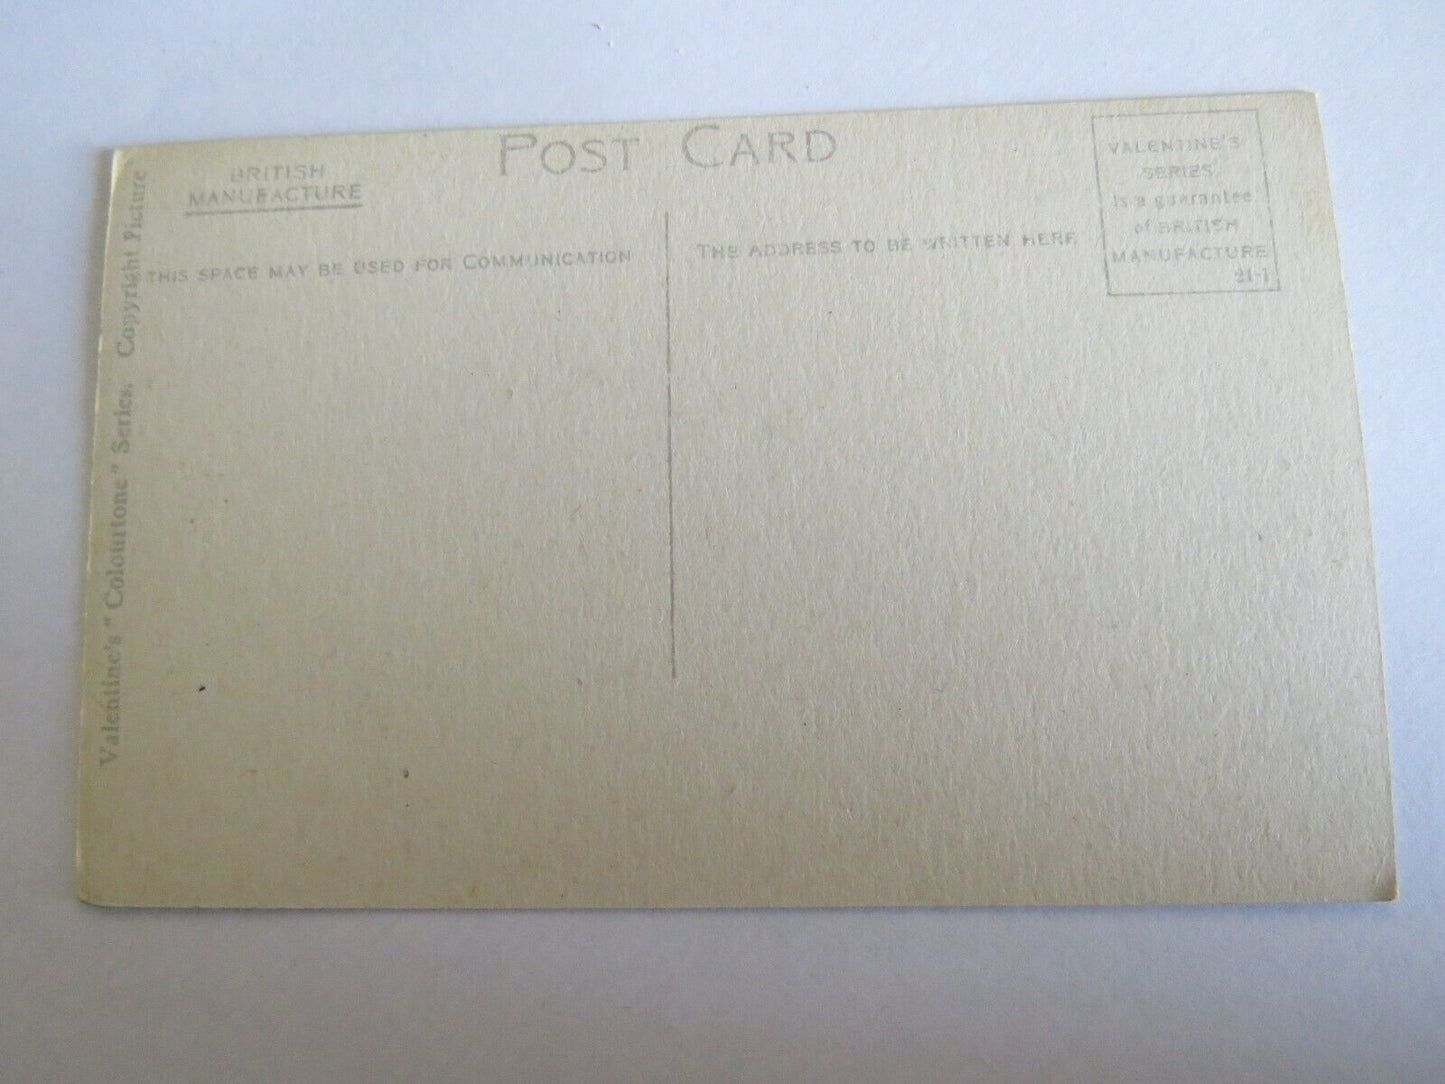 POST CARD
BRITISH
MANUFACTURE
THIS SPACE MAY BE USED FOR COMMUNICATION
THE ADDRESS TO BE WRITTEN HERE
VALENTINE'S
SERIES
is a guarantee
of BRITISH
MANUFACTURE
21-1
Valentine's "Colourtone" Series. Copyright Picture